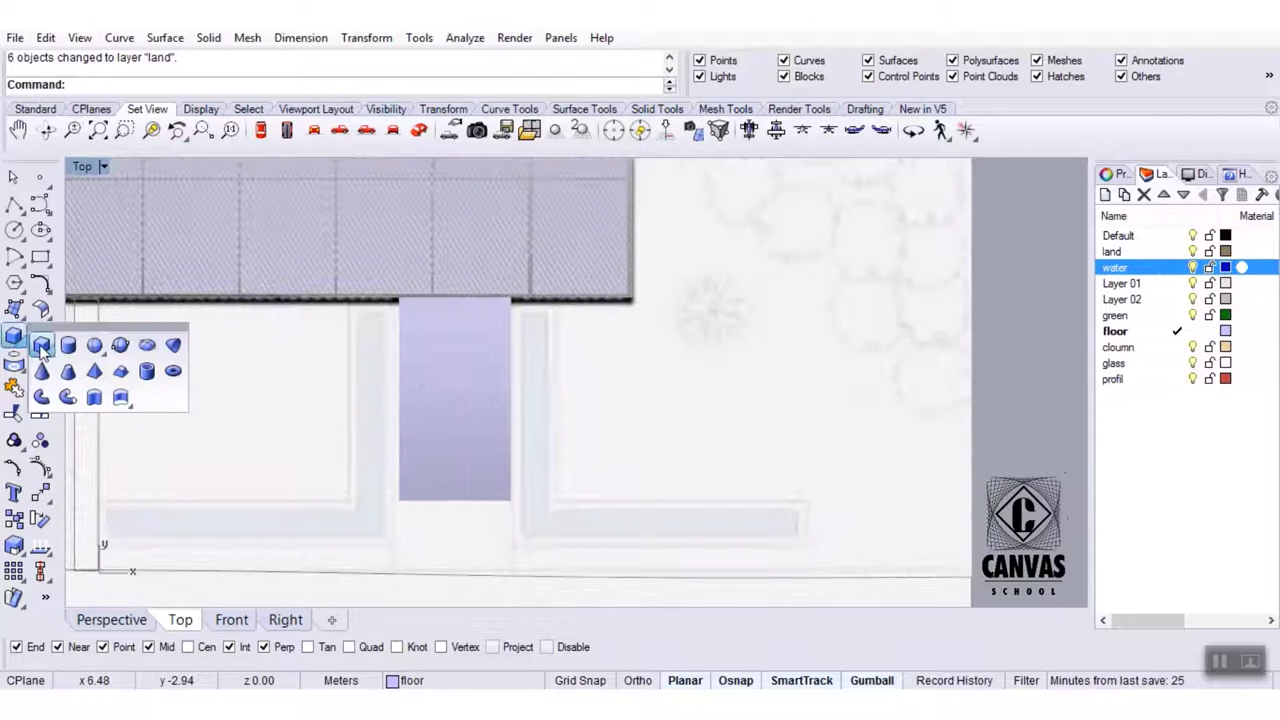 File Edit View Curve Surface Solid Mesh Dimension Transform Tools Analyze Render Panels Help
6 objects changed to layer "land".
Command:
Points Curves Surfaces Polysurfaces Meshes Annotations
Lights Blocks Control Points Point Clouds Hatches Others
Standard CPlanes Set View Display Select Viewport Layout Visibility Transform Curve Tools Surface Tools Solid Tools Mesh Tools Render Tools Drafting New in V5
Top
Pr... La... Di... H...
Name Material
Default
land
water
Layer 01
Layer 02
green
floor
cloumn
glass
profil
y
x
C
CANVAS
SCHOOL
Perspective Top Front Right
End Near Point Mid Cen Int Perp Tan Quad Knot Vertex Project Disable
CPlane x 6.48 y -2.94 z 0.00 Meters floor Grid Snap Ortho Planar Osnap SmartTrack Gumball Record History Filter Minutes from last save: 25